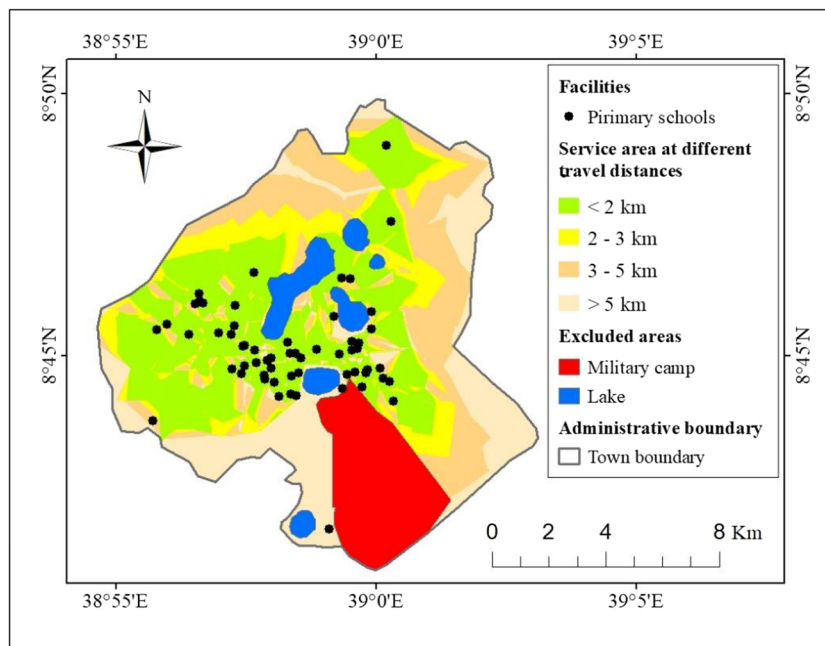 38°55'E 39°0'E 39°5'E
8°50'N 8°50'N
N
Facilities
Pirimary schools
Service area at different
travel distances
< 2 km
2 - 3 km
3 - 5 km
> 5 km
Excluded areas
Military camp
Lake
Administrative boundary
Town boundary
8°45'N 8°45'N
0 2 4 8 Km
38°55'E 39°0'E 39°5'E